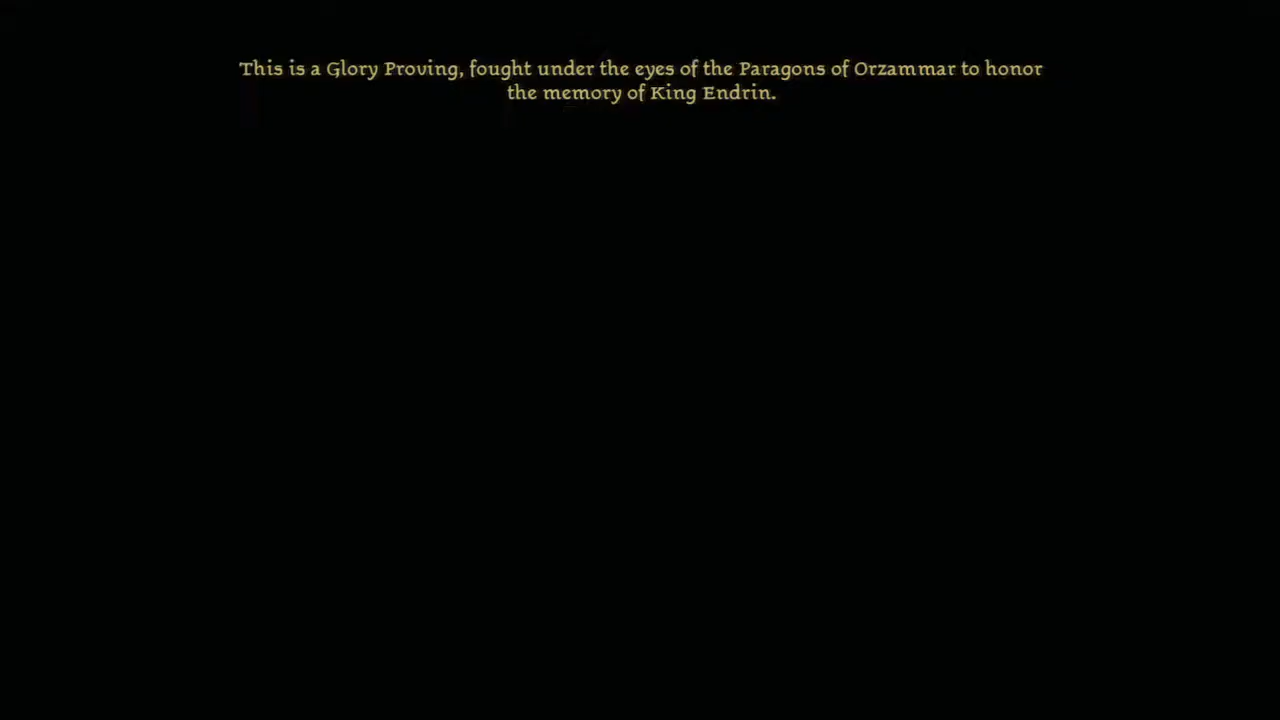 This is a Glory Proving, fought under the eyes of the Paragons of Orzammar to honor
the memory of King Endrin.